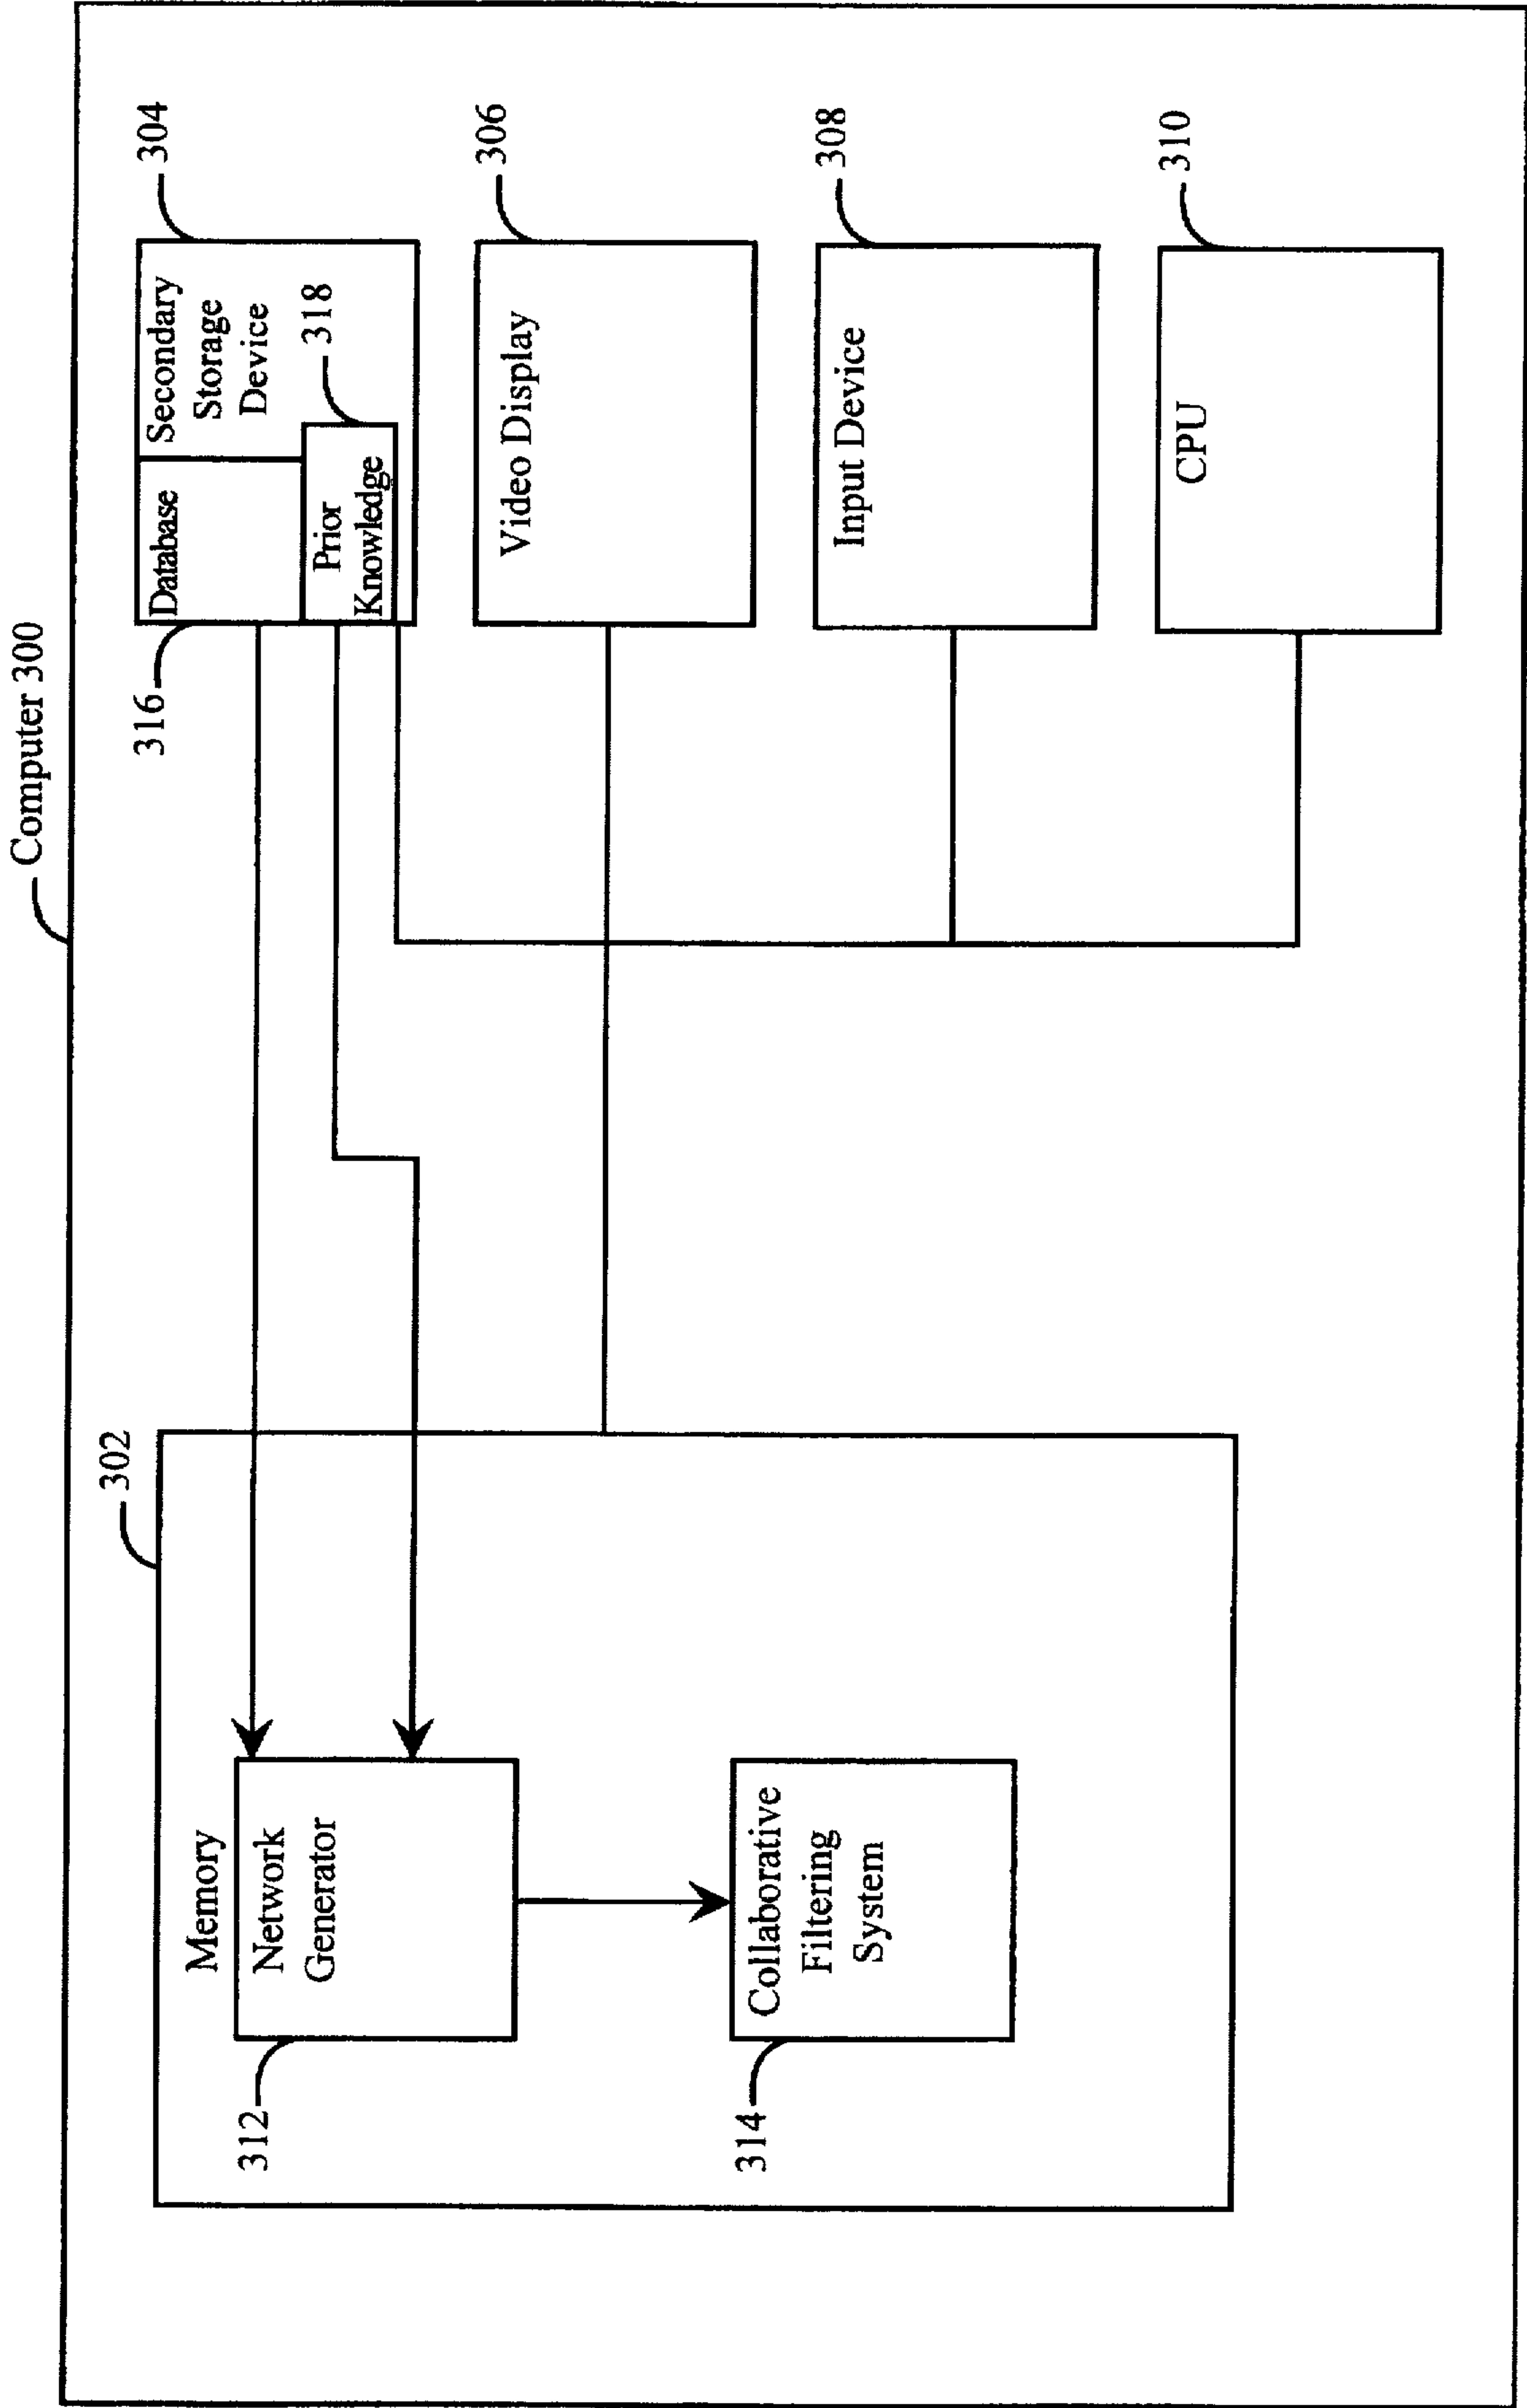 Computer 300
302
Memory
Network
Generator
312
Collaborative
Filtering
System
314
304
Secondary
Storage
Device
Database
316
Prior
Knowledge
318
Video Display
306
Input Device
308
CPU
310